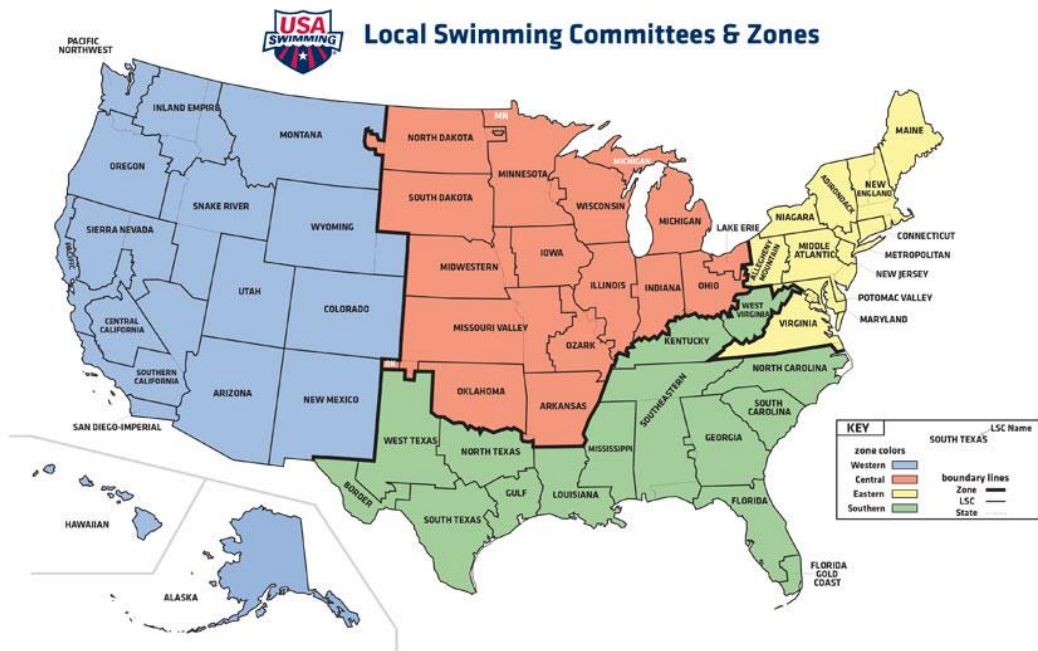 USA
SWIMMING
Local Swimming Committees & Zones
PACIFIC
NORTHWEST
INLAND EMPIRE
MONTANA
OREGON
SNAKE RIVER
WYOMING
SIERRA NEVADA
PACIFIC
UTAH
COLORADO
CENTRAL
CALIFORNIA
SOUTHERN
CALIFORNIA
ARIZONA
NEW MEXICO
SAN DIEGO-IMPERIAL
HAWAIIAN
ALASKA
NORTH DAKOTA
MN
MINNESOTA
SOUTH DAKOTA
WISCONSIN
MICHIGAN
MICHIGAN
LAKE ERIE
MIDWESTERN
IOWA
ILLINOIS
INDIANA
OHIO
MISSOURI VALLEY
OZARK
OK
OKLAHOMA
ARKANSAS
MAINE
ADIRONDACK
NEW
ENGLAND
NIAGARA
CONNECTICUT
METROPOLITAN
MIDDLE
ATLANTIC
ALLEGHENY
MOUNTAIN
NEW JERSEY
POTOMAC VALLEY
MARYLAND
VIRGINIA
WEST
VIRGINIA
KENTUCKY
NORTH CAROLINA
SOUTHEASTERN
SOUTH
CAROLINA
GEORGIA
MISSISSIPPI
WEST TEXAS
NORTH TEXAS
BORDER
GULF
LOUISIANA
SOUTH TEXAS
FLORIDA
FLORIDA
GOLD
COAST
KEY
SOUTH TEXAS
LSC Name
zone colors
Western
Central
Eastern
Southern
boundary lines
Zone
LSC
State